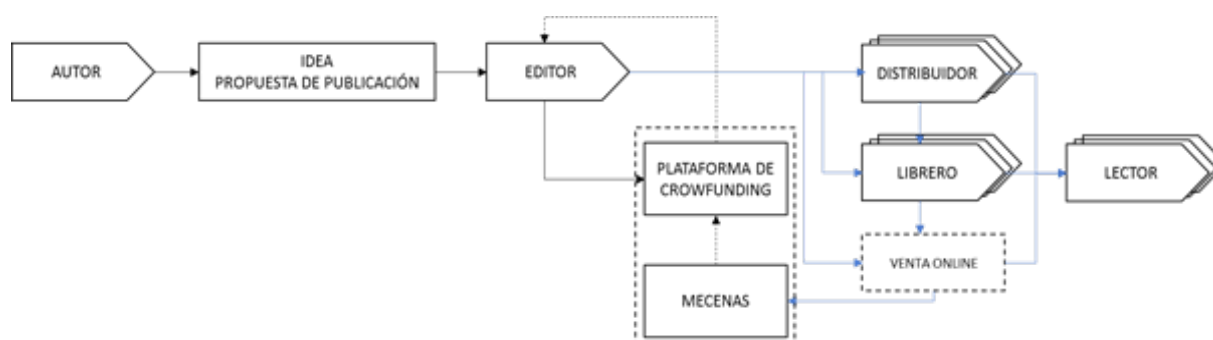 AUTOR
IDEA
PROPUESTA DE PUBLICACIÓN
EDITOR
DISTRIBUIDOR
PLATAFORMA DE
CROWFUNDING
LIBRERO
LECTOR
VENTA ONLINE
MECENAS